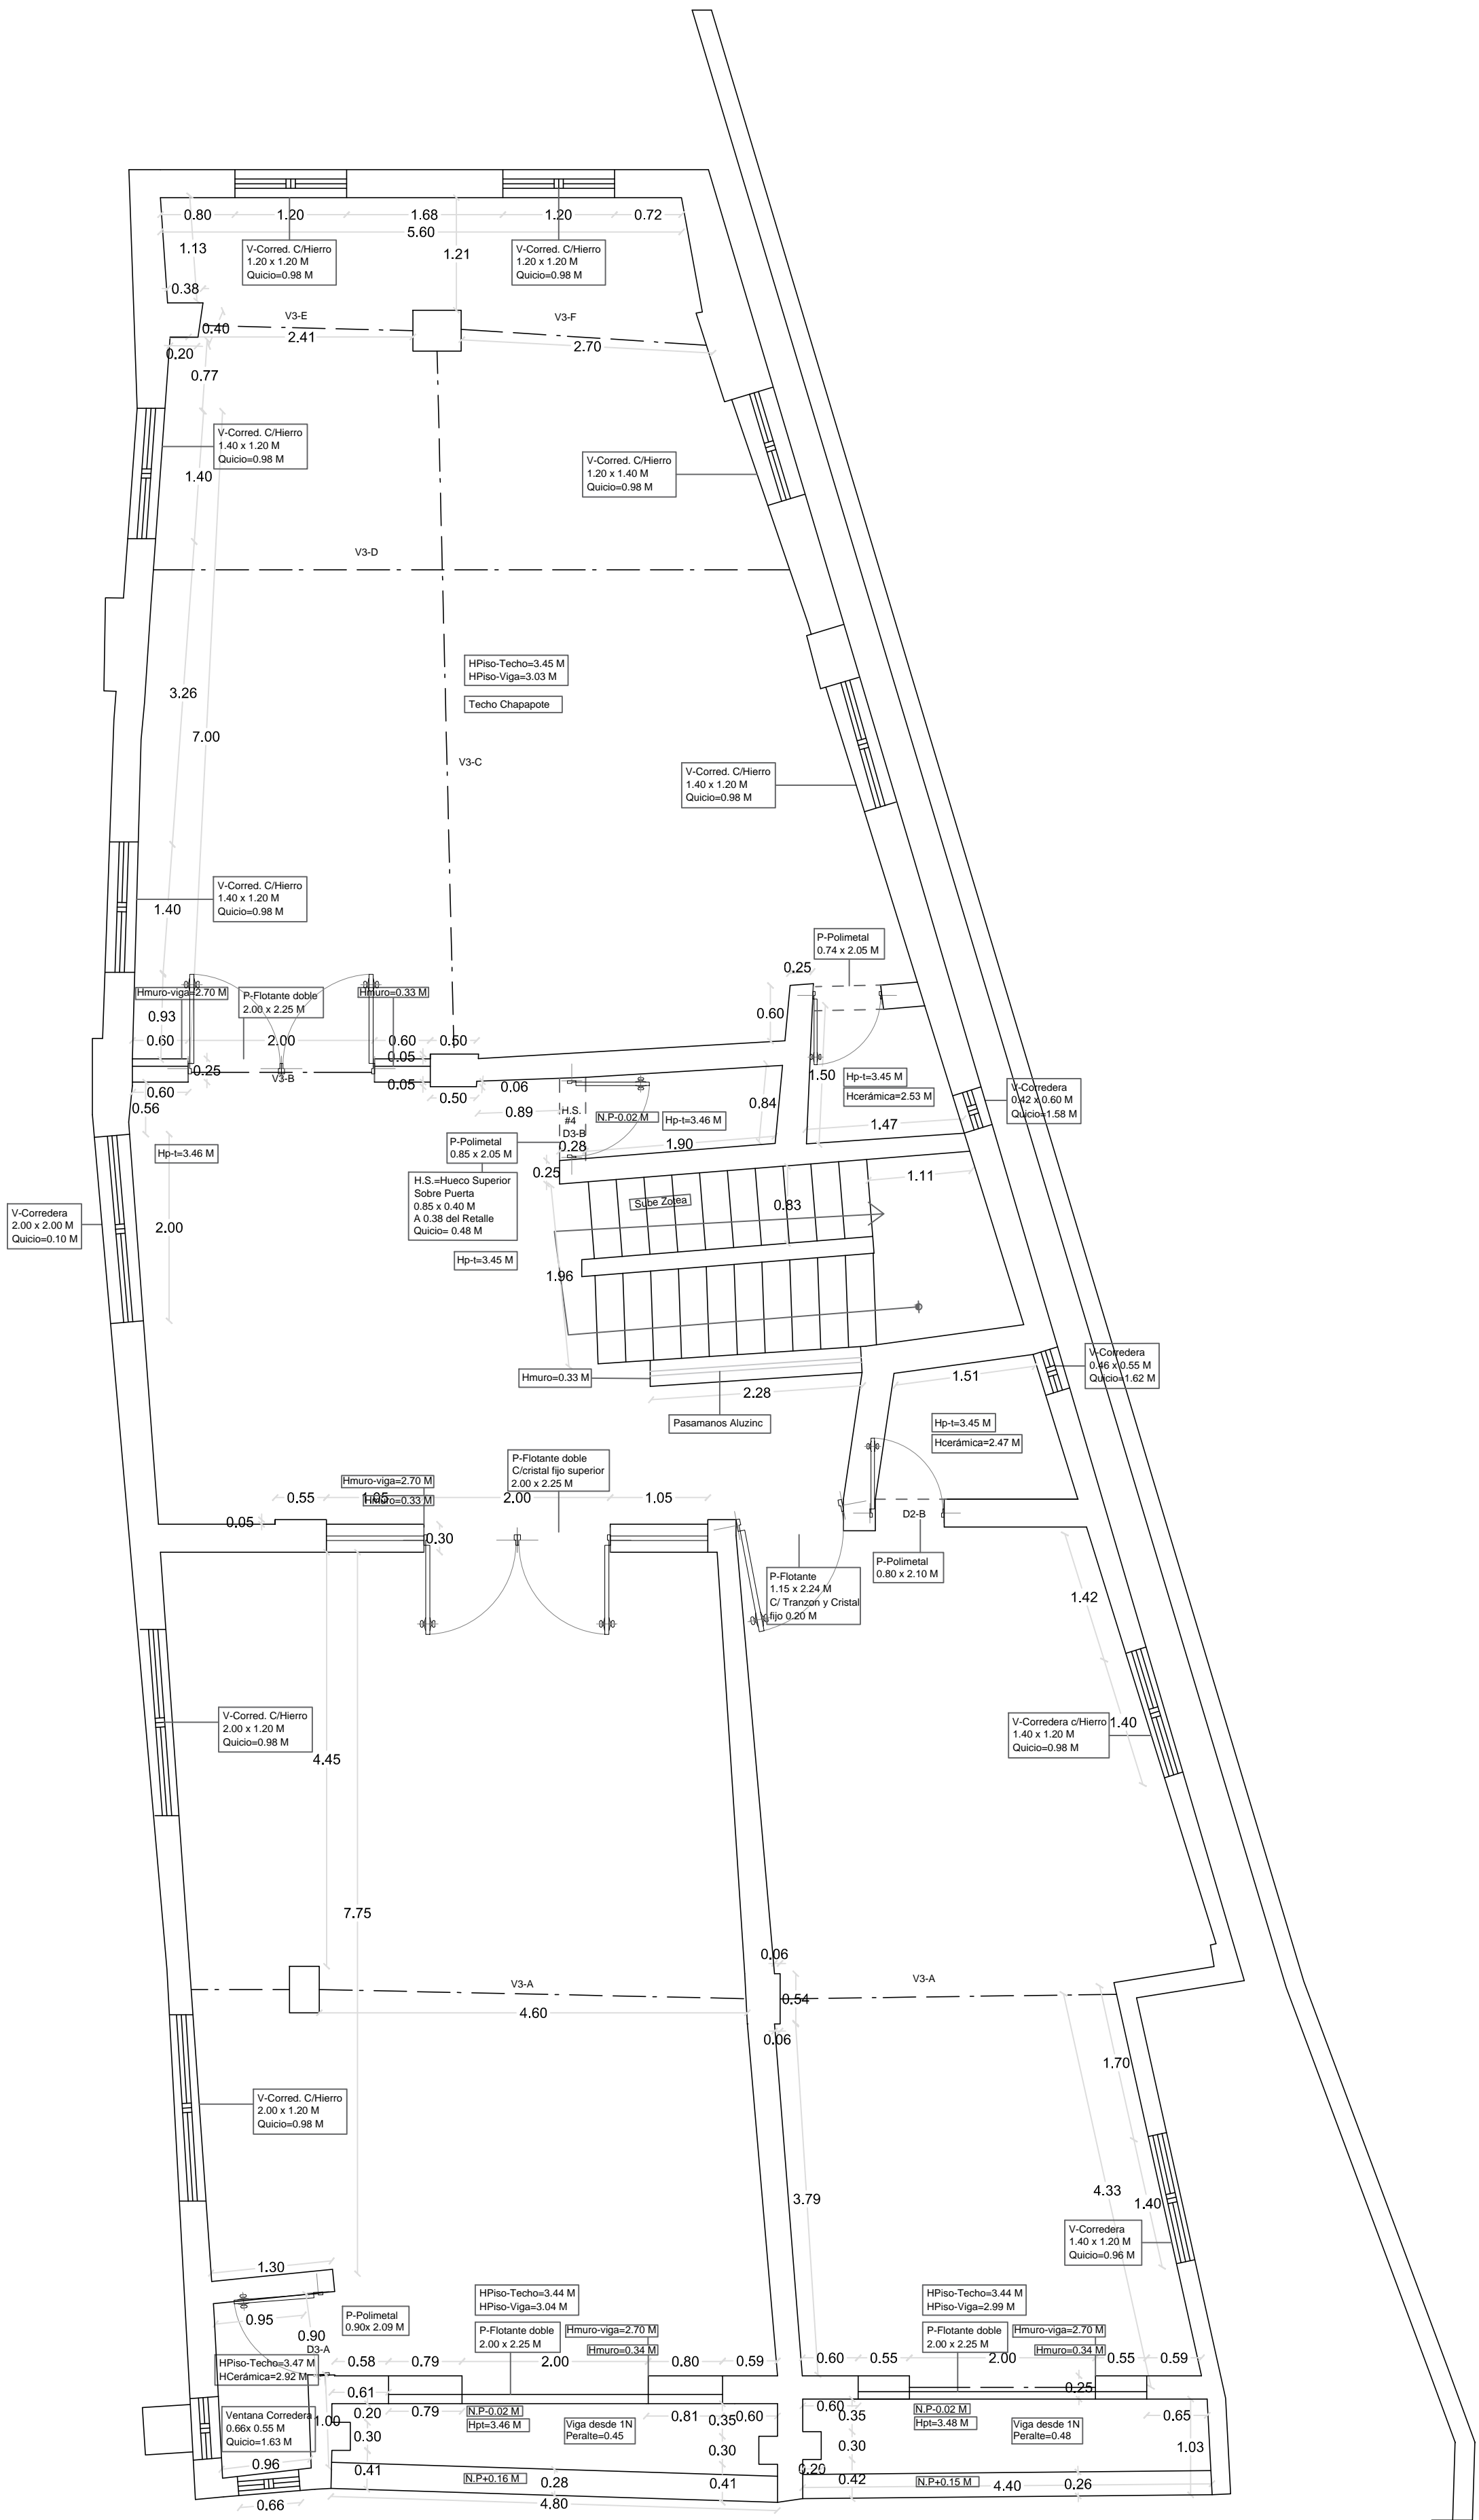 0.80
1.20
1.68
1.20
0.72
5.60
1.13
1.21
V-Corred. C/Hierro
1.20 x 1.20 M
Quicio=0.98 M
V-Corred. C/Hierro
1.20 x 1.20 M
Quicio=0.98 M
0.38
V3-E
V3-F
0.40
2.41
2.70
0.20
0.77
V-Corred. C/Hierro
1.40 x 1.20 M
Quicio=0.98 M
1.40
V-Corred. C/Hierro
1.20 x 1.40 M
Quicio=0.98 M
V3-D
HPiso-Techo=3.45 M
HPiso-Viga=3.03 M
Techo Chapapote
3.26
7.00
V3-C
V-Corred. C/Hierro
1.40 x 1.20 M
Quicio=0.98 M
V-Corred. C/Hierro
1.40 x 1.20 M
Quicio=0.98 M
1.40
P-Polimetal
0.74 x 2.05 M
0.25
Hmuro-viga=2.70 M
P-Flotante doble
2.00 x 2.25 M
Hmuro=0.33 M
0.93
0.60
0.60
2.00
0.60
0.50
0.05
0.25
V3-B
0.05
0.50
0.06
0.60
0.56
0.89
H.S.
#4
D3-B
0.28
N.P-0.02 M
Hp-t=3.46 M
0.84
1.90
1.50
Hp-t=3.45 M
Hcerámica=2.53 M
1.47
V-Corredera
0.42 x 0.60 M
Quicio=1.58 M
Hp-t=3.46 M
P-Polimetal
0.85 x 2.05 M
0.25
H.S.=Hueco Superior
Sobre Puerta
0.85 x 0.40 M
A 0.38 del Retalle
Quicio= 0.48 M
Sube Zotea
0.83
1.11
V-Corredera
2.00 x 2.00 M
Quicio=0.10 M
2.00
Hp-t=3.45 M
1.96
Hmuro=0.33 M
2.28
Pasamanos Aluzinc
1.51
V-Corredera
0.46 x 0.55 M
Quicio=1.62 M
Hp-t=3.45 M
Hcerámica=2.47 M
P-Flotante doble
C/cristal fijo superior
2.00 x 2.25 M
Hmuro-viga=2.70 M
Hmuro=0.33 M
0.55
1.05
2.00
1.05
0.05
0.30
D2-B
P-Polimetal
0.80 x 2.10 M
P-Flotante
1.15 x 2.24 M
C/ Tranzon y Cristal
fijo 0.20 M
1.42
V-Corred. C/Hierro
2.00 x 1.20 M
Quicio=0.98 M
4.45
V-Corredera c/Hierro
1.40 x 1.20 M
Quicio=0.98 M
1.40
7.75
0.06
V3-A
V3-A
0.54
4.60
0.06
1.70
V-Corred. C/Hierro
2.00 x 1.20 M
Quicio=0.98 M
3.79
4.33
1.40
V-Corredera
1.40 x 1.20 M
Quicio=0.96 M
1.30
0.95
0.90
D3-A
P-Polimetal
0.90x 2.09 M
HPiso-Techo=3.44 M
HPiso-Viga=3.04 M
P-Flotante doble
2.00 x 2.25 M
Hmuro-viga=2.70 M
Hmuro=0.34 M
HPiso-Techo=3.44 M
HPiso-Viga=2.99 M
P-Flotante doble
2.00 x 2.25 M
Hmuro-viga=2.70 M
Hmuro=0.34 M
HPiso-Techo=3.47 M
HCerámica=2.92 M
0.58
0.79
2.00
0.80
0.59
0.60
0.55
2.00
0.55
0.59
0.25
0.61
0.79
0.81
0.60
0.60
0.65
Ventana Corredera
0.66x 0.55 M
Quicio=1.63 M
1.00
0.20
0.30
0.41
N.P-0.02 M
Hpt=3.46 M
Viga desde 1N
Peralte=0.45
0.35
0.30
0.41
0.35
0.30
0.20
0.42
N.P-0.02 M
Hpt=3.48 M
Viga desde 1N
Peralte=0.48
1.03
0.96
0.66
N.P+0.16 M
0.28
4.80
N.P+0.15 M
4.40
0.26